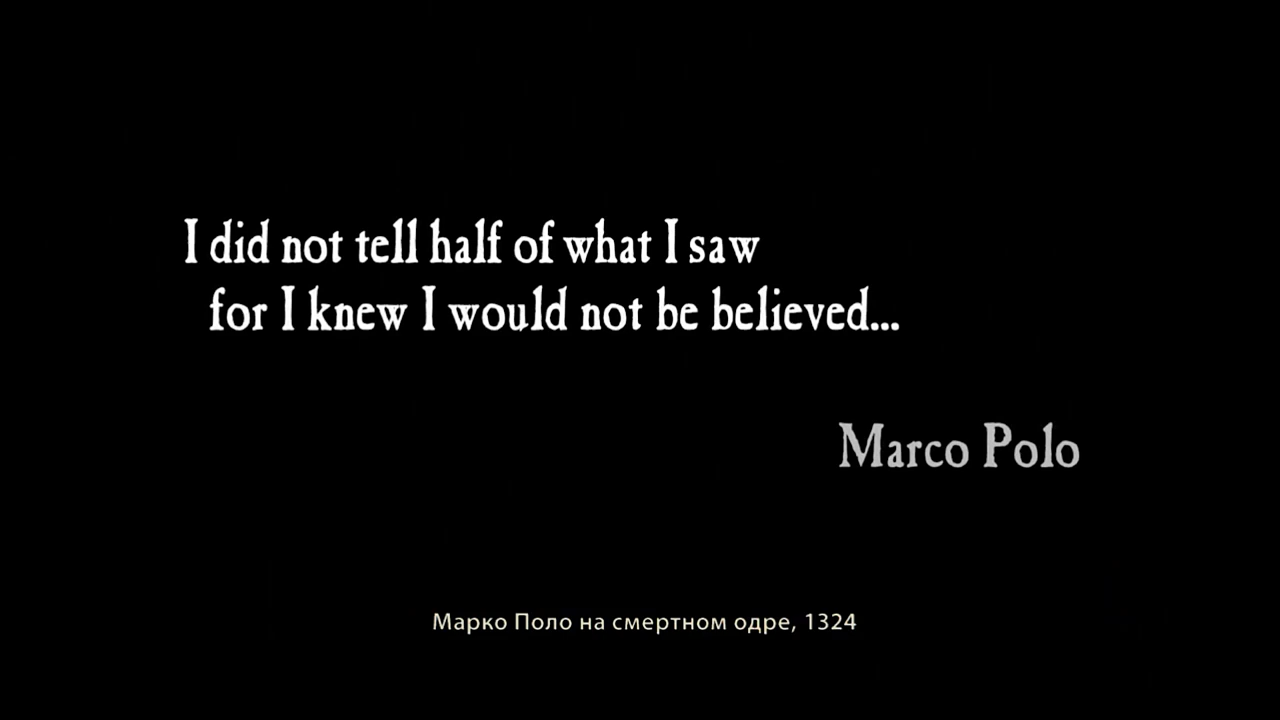 I did not tell half of what I saw
for I knew I would not be believed...
Marco Polo
Марко Поло на смертном одре, 1324